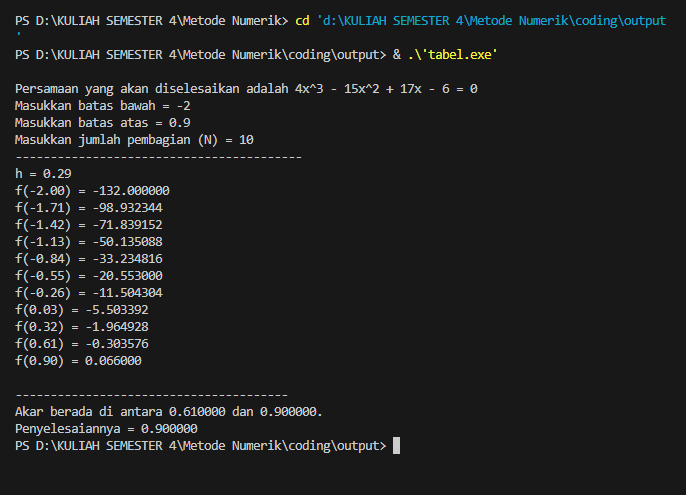 PS D:\KULIAH SEMESTER 4\Metode Numerik> cd 'd:\KULIAH SEMESTER 4\Metode Numerik\coding\output
'
PS D:\KULIAH SEMESTER 4\Metode Numerik\coding\output> & .\'tabel.exe'
Persamaan yang akan diselesaikan adalah 4x^3 - 15x^2 + 17x - 6 = 0
Masukkan batas bawah = -2
Masukkan batas atas = 0.9
Masukkan jumlah pembagian (N) = 10
-----------------------------------------
h = 0.29
f(-2.00) = -132.000000
f(-1.71) = -98.932344
f(-1.42) = -71.839152
f(-1.13) = -50.135088
f(-0.84) = -33.234816
f(-0.55) = -20.553000
f(-0.26) = -11.504304
f(0.03) = -5.503392
f(0.32) = -1.964928
f(0.61) = -0.303576
f(0.90) = 0.066000
---------------------------------------
Akar berada di antara 0.610000 dan 0.900000.
Penyelesaiannya = 0.900000
PS D:\KULIAH SEMESTER 4\Metode Numerik\coding\output>